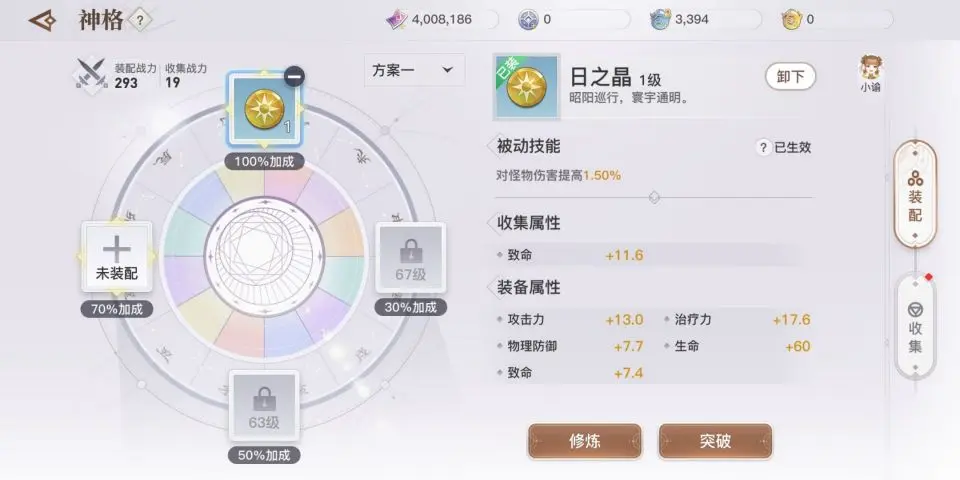 神格 ?
4,008,186
0
3,394
0
装配战力
293
收集战力
19
方案一
1
100%加成
未装配
70%加成
67级
30%加成
63级
50%加成
已装
日之晶 1级
昭阳巡行，寰宇通明。
卸下
小谕
被动技能
? 已生效
对怪物伤害提高1.50%
收集属性
致命 +11.6
装备属性
攻击力 +13.0 治疗力 +17.6
物理防御 +7.7 生命 +60
致命 +7.4
修炼
突破
装配
收集